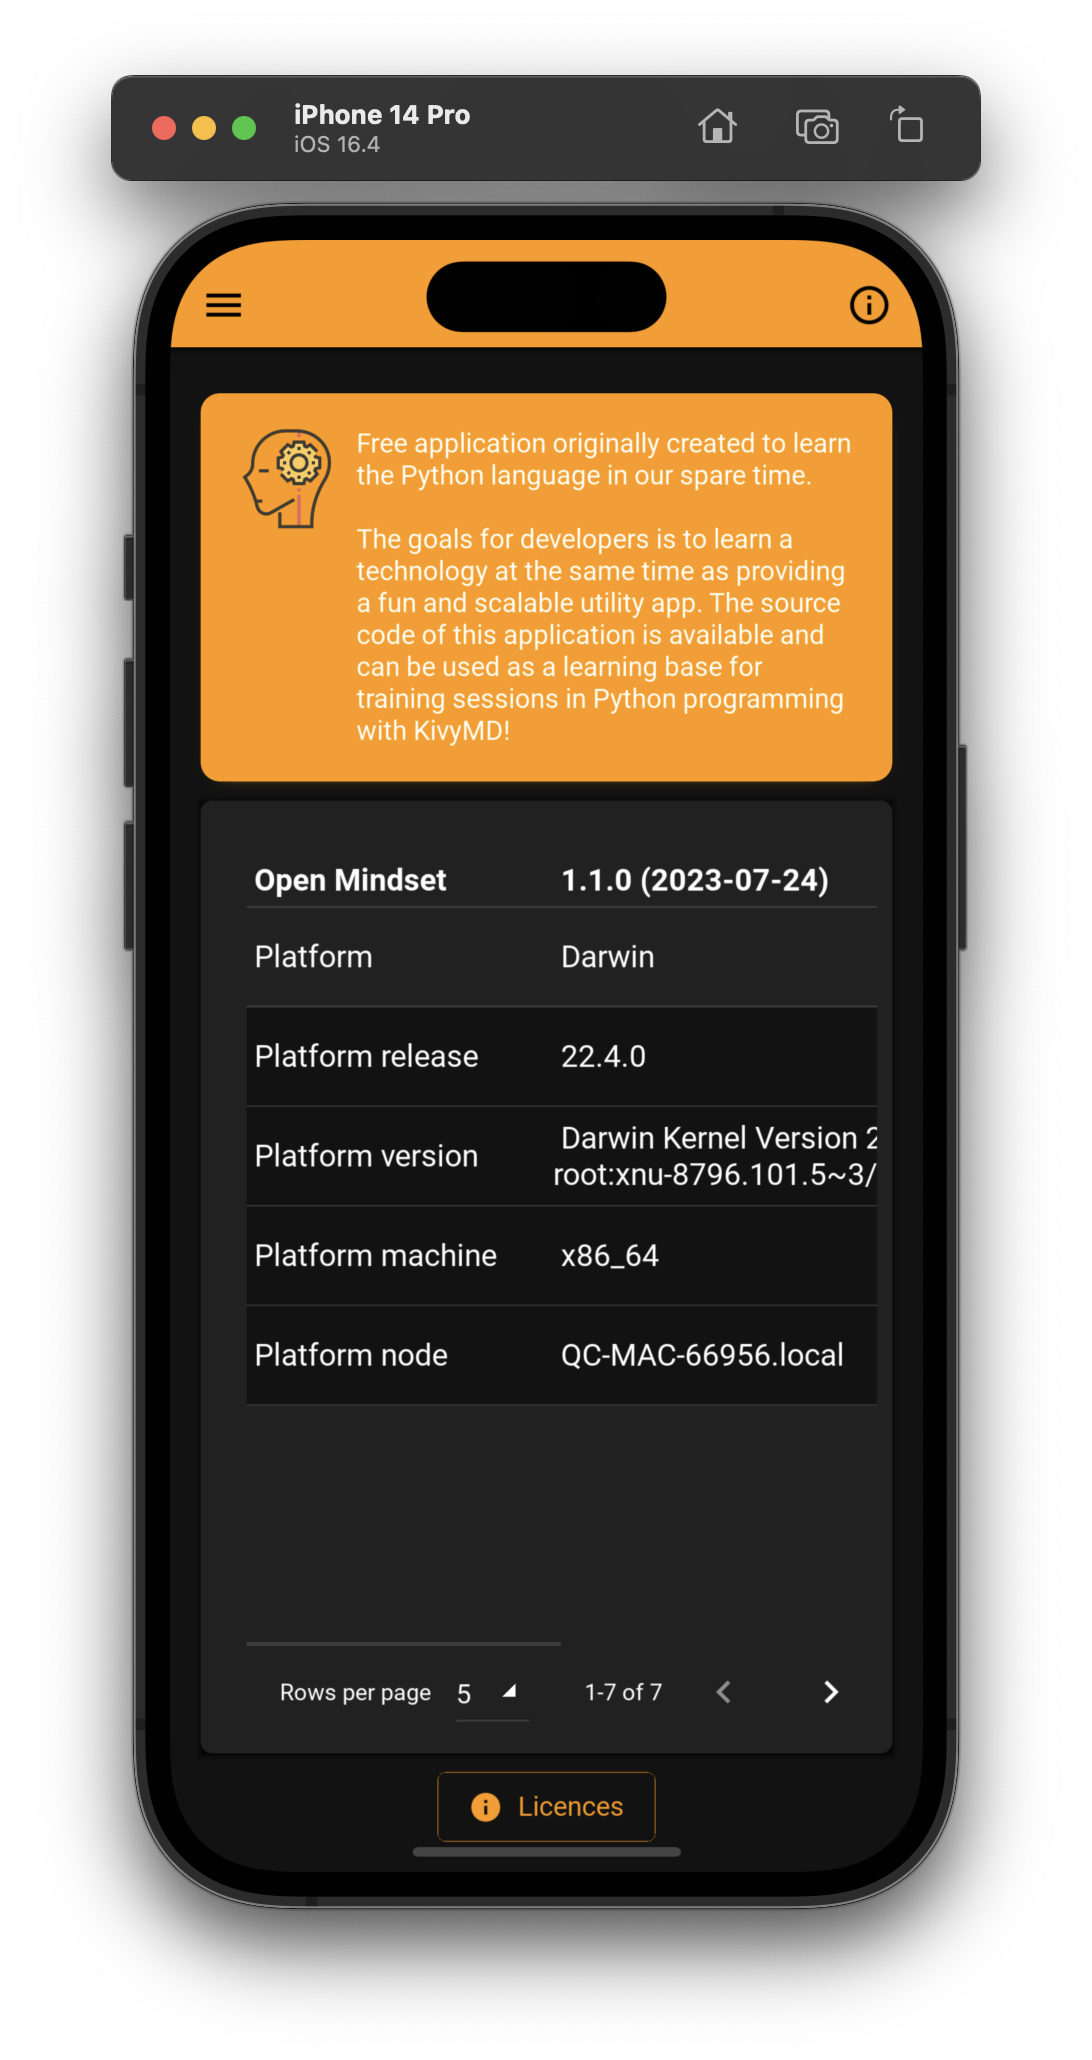 iPhone 14 Pro
iOS 16.4
Free application originally created to learn
the Python language in our spare time.
The goals for developers is to learn a
technology at the same time as providing
a fun and scalable utility app. The source
code of this application is available and
can be used as a learning base for
training sessions in Python programming
with KivyMD!
Open Mindset 1.1.0 (2023-07-24)
Platform Darwin
Platform release 22.4.0
Platform version Darwin Kernel Version 2
root:xnu-8796.101.5~3/
Platform machine x86_64
Platform node QC-MAC-66956.local
Rows per page 5 1-7 of 7
Licences